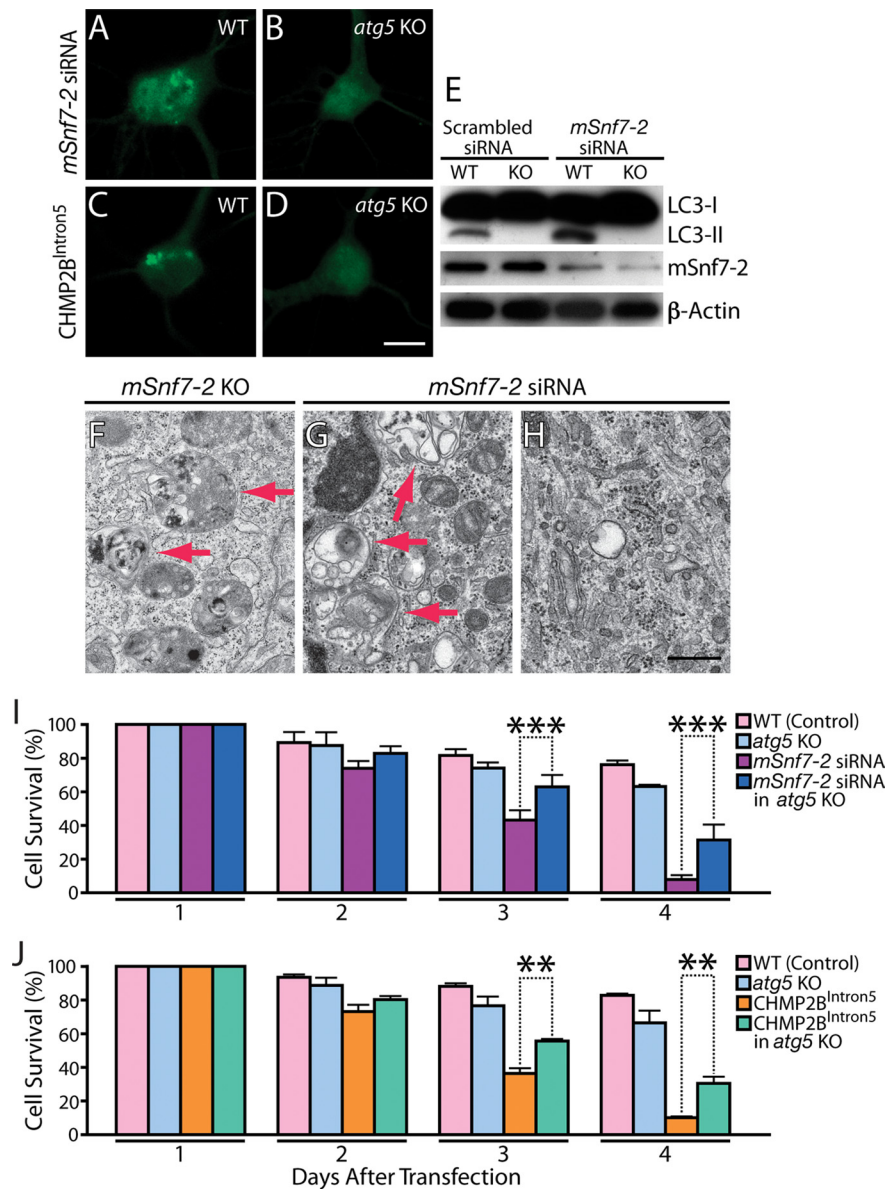 A
WT
B
atg5 KO
mSnf7-2 siRNA
C
WT
D
atg5 KO
CHMP2B^Intron5
E
Scrambled siRNA
mSnf7-2 siRNA
WT KO WT KO
LC3-I
LC3-II
mSnf7-2
β-Actin
mSnf7-2 KO
mSnf7-2 siRNA
F
G
H
I
Cell Survival (%)
100
80
60
40
20
0
1 2 3 4
***
***
WT (Control)
atg5 KO
mSnf7-2 siRNA
mSnf7-2 siRNA
in atg5 KO
J
Cell Survival (%)
100
80
60
40
20
0
1 2 3 4
**
**
WT (Control)
atg5 KO
CHMP2B^Intron5
CHMP2B^Intron5
in atg5 KO
Days After Transfection